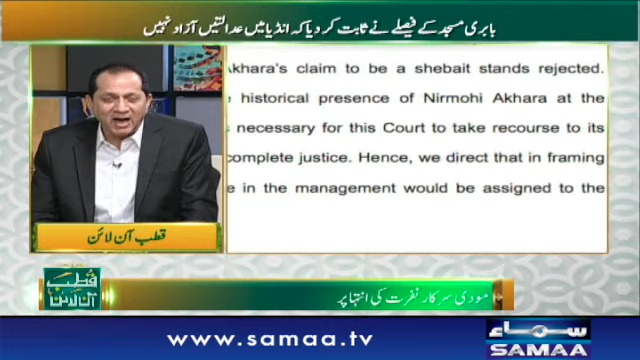 بابری مسجد کے فیصلے نے ثابت کر دیا کہ انڈیا میں عدالتیں آزاد نہیں
Akhara's claim to be a shebait stands rejected.
historical presence of Nirmohi Akhara at the
necessary for this Court to take recourse to its
complete justice. Hence, we direct that in framing
e in the management would be assigned to the
قطب آن لائن
قطب
آن لائن
مودی سرکار نفرت کی انتہا پر
www.samaa.tv
سماء
SAMAA